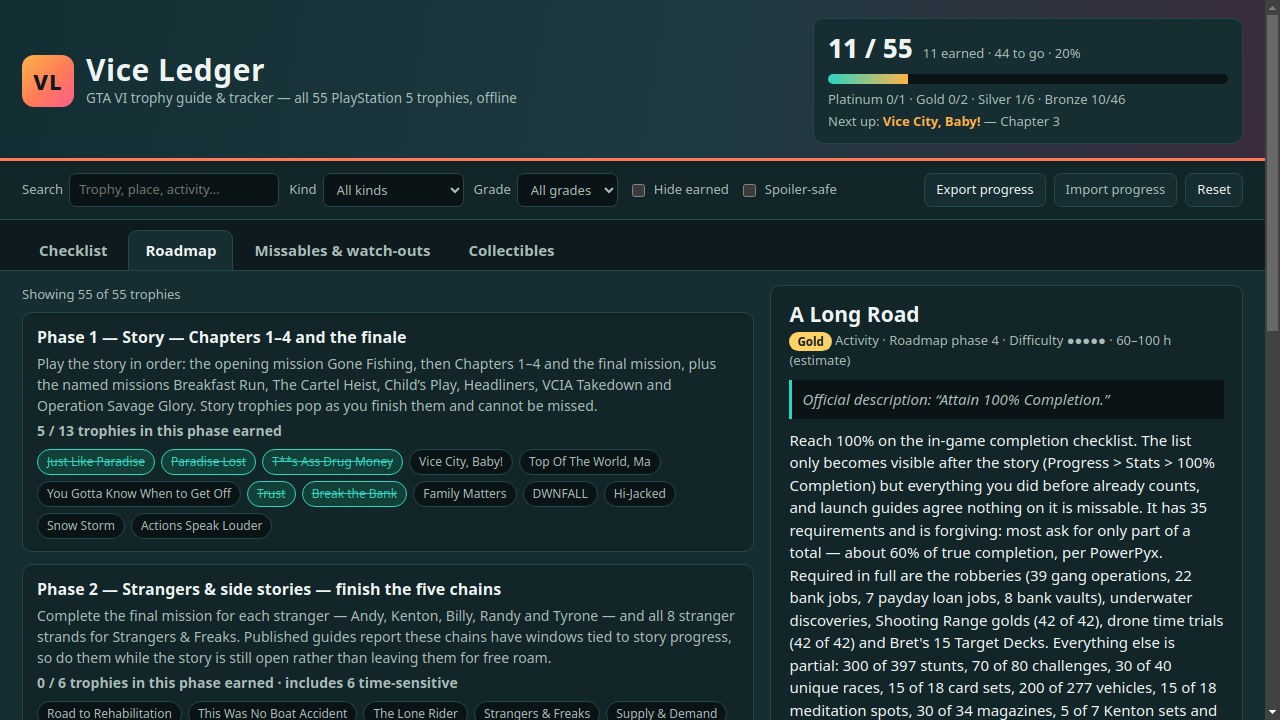 VL
Vice Ledger
GTA VI trophy guide & tracker — all 55 PlayStation 5 trophies, offline
11 / 55 11 earned · 44 to go · 20%
Platinum 0/1 · Gold 0/2 · Silver 1/6 · Bronze 10/46
Next up: Vice City, Baby! — Chapter 3
Search Trophy, place, activity... Kind All kinds Grade All grades Hide earned Spoiler-safe Export progress Import progress Reset
Checklist Roadmap Missables & watch-outs Collectibles
Showing 55 of 55 trophies
Phase 1 — Story — Chapters 1–4 and the finale
Play the story in order: the opening mission Gone Fishing, then Chapters 1–4 and the final mission, plus
the named missions Breakfast Run, The Cartel Heist, Child’s Play, Headliners, VCIA Takedown and
Operation Savage Glory. Story trophies pop as you finish them and cannot be missed.
5 / 13 trophies in this phase earned
Just Like Paradise Paradise Lost T**s Ass Drug Money Vice City, Baby! Top Of The World, Ma
You Gotta Know When to Get Off Trust Break the Bank Family Matters DWNFALL Hi-Jacked
Snow Storm Actions Speak Louder
Phase 2 — Strangers & side stories — finish the five chains
Complete the final mission for each stranger — Andy, Kenton, Billy, Randy and Tyrone — and all 8 stranger
strands for Strangers & Freaks. Published guides report these chains have windows tied to story progress,
so do them while the story is still open rather than leaving them for free roam.
0 / 6 trophies in this phase earned · includes 6 time-sensitive
Road to Rehabilitation This Was No Boat Accident The Lone Rider Strangers & Freaks Supply & Demand
A Long Road
Gold Activity · Roadmap phase 4 · Difficulty ●●●●● · 60–100 h
(estimate)
Official description: “Attain 100% Completion.”
Reach 100% on the in-game completion checklist. The list
only becomes visible after the story (Progress > Stats > 100%
Completion) but everything you did before already counts,
and launch guides agree nothing on it is missable. It has 35
requirements and is forgiving: most ask for only part of a
total — about 60% of true completion, per PowerPyx.
Required in full are the robberies (39 gang operations, 22
bank jobs, 7 payday loan jobs, 8 bank vaults), underwater
discoveries, Shooting Range golds (42 of 42), drone time trials
(42 of 42) and Bret's 15 Target Decks. Everything else is
partial: 300 of 397 stunts, 70 of 80 challenges, 30 of 40
unique races, 15 of 18 card sets, 200 of 277 vehicles, 15 of 18
meditation spots, 30 of 34 magazines, 5 of 7 Kenton sets and